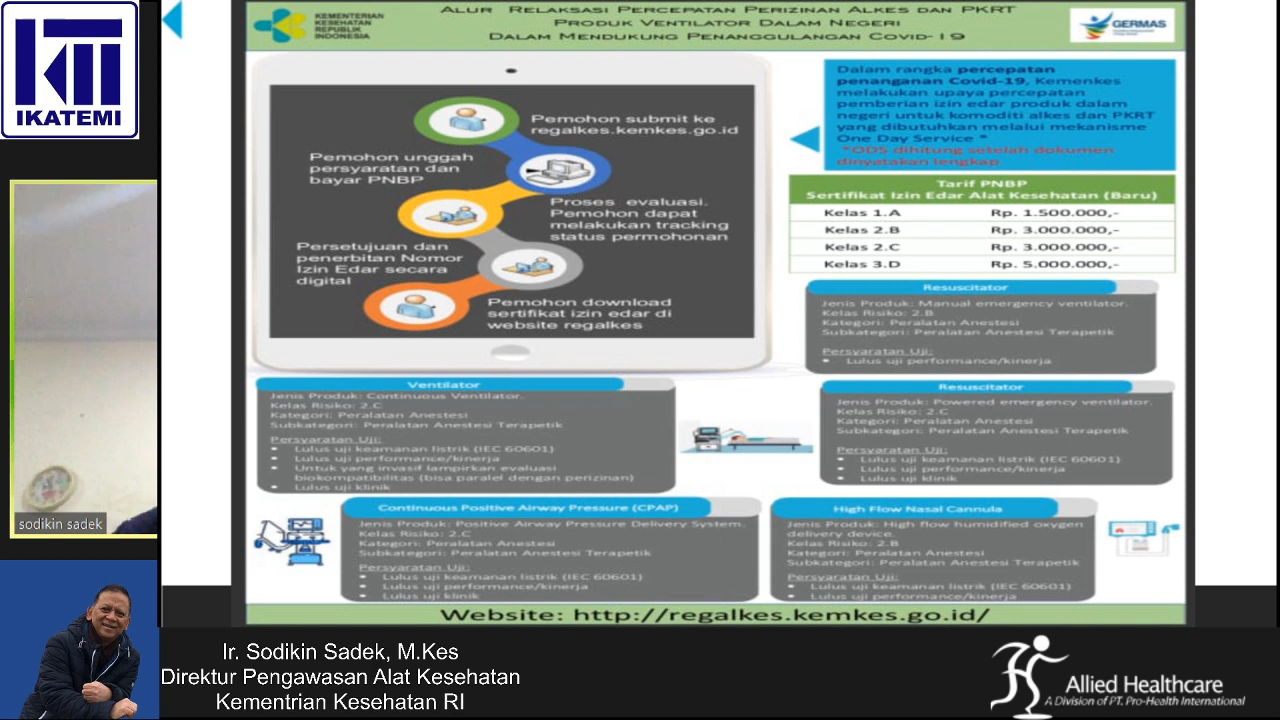 IKATEMI
KEMENTERIAN
KESEHATAN
REPUBLIK
INDONESIA
Alur Relaksasi Percepatan Perizinan Alkes dan PKRT
Produk Ventilator Dalam Negeri
Dalam Mendukung Penanggulangan Covid-19
GERMAS
Pemohon submit ke
regalkes.kemkes.go.id
Pemohon unggah
persyaratan dan
bayar PNBP
Proses evaluasi.
Pemohon dapat
melakukan tracking
status permohonan
Persetujuan dan
penerbitan Nomor
Izin Edar secara
digital
Pemohon download
sertifikat izin edar di
website regalkes
Dalam rangka percepatan
penanganan Covid-19, Kemenkes
melakukan upaya percepatan
pemberian izin edar produk dalam
negeri untuk komoditi alkes dan PKRT
yang dibutuhkan melalui mekanisme
One Day Service *
*ODS dihitung setelah dokumen
dinyatakan lengkap
Tarif PNBP
Sertifikat Izin Edar Alat Kesehatan (Baru)
Kelas 1.A Rp. 1.500.000,-
Kelas 2.B Rp. 3.000.000,-
Kelas 2.C Rp. 3.000.000,-
Kelas 3.D Rp. 5.000.000,-
Resuscitator
Jenis Produk: Manual emergency ventilator.
Kelas Risiko: 2.B
Kategori: Peralatan Anestesi
Subkategori: Peralatan Anestesi Terapetik
Persyaratan Uji:
• Lulus uji performance/kinerja
Ventilator
Jenis Produk: Continuous Ventilator.
Kelas Risiko: 2.C
Kategori: Peralatan Anestesi
Subkategori: Peralatan Anestesi Terapetik
Persyaratan Uji:
• Lulus uji keamanan listrik (IEC 60601)
• Lulus uji performance/kinerja
• Untuk yang invasif lampirkan evaluasi
biokompatibilitas (bisa paralel dengan perizinan)
• Lulus uji klinik
Resuscitator
Jenis Produk: Powered emergency ventilator.
Kelas Risiko: 2.C
Kategori: Peralatan Anestesi
Subkategori: Peralatan Anestesi Terapetik
Persyaratan Uji:
• Lulus uji keamanan listrik (IEC 60601)
• Lulus uji performance/kinerja
• Lulus uji klinik
Continuous Positive Airway Pressure (CPAP)
Jenis Produk: Positive Airway Pressure Delivery System.
Kelas Risiko: 2.C
Kategori: Peralatan Anestesi
Subkategori: Peralatan Anestesi Terapetik
Persyaratan Uji:
• Lulus uji keamanan listrik (IEC 60601)
• Lulus uji performance/kinerja
• Lulus uji klinik
High Flow Nasal Cannula
Jenis Produk: High flow humidified oxygen
delivery device.
Kelas Risiko: 2.B
Kategori: Peralatan Anestesi
Subkategori: Peralatan Anestesi Terapetik
Persyaratan Uji:
• Lulus uji keamanan listrik (IEC 60601)
• Lulus uji performance/kinerja
Website: http://regalkes.kemkes.go.id/
sodikin sadek
Ir. Sodikin Sadek, M.Kes
Direktur Pengawasan Alat Kesehatan
Kementrian Kesehatan RI
Allied Healthcare
A Division of PT. Pro-Health International